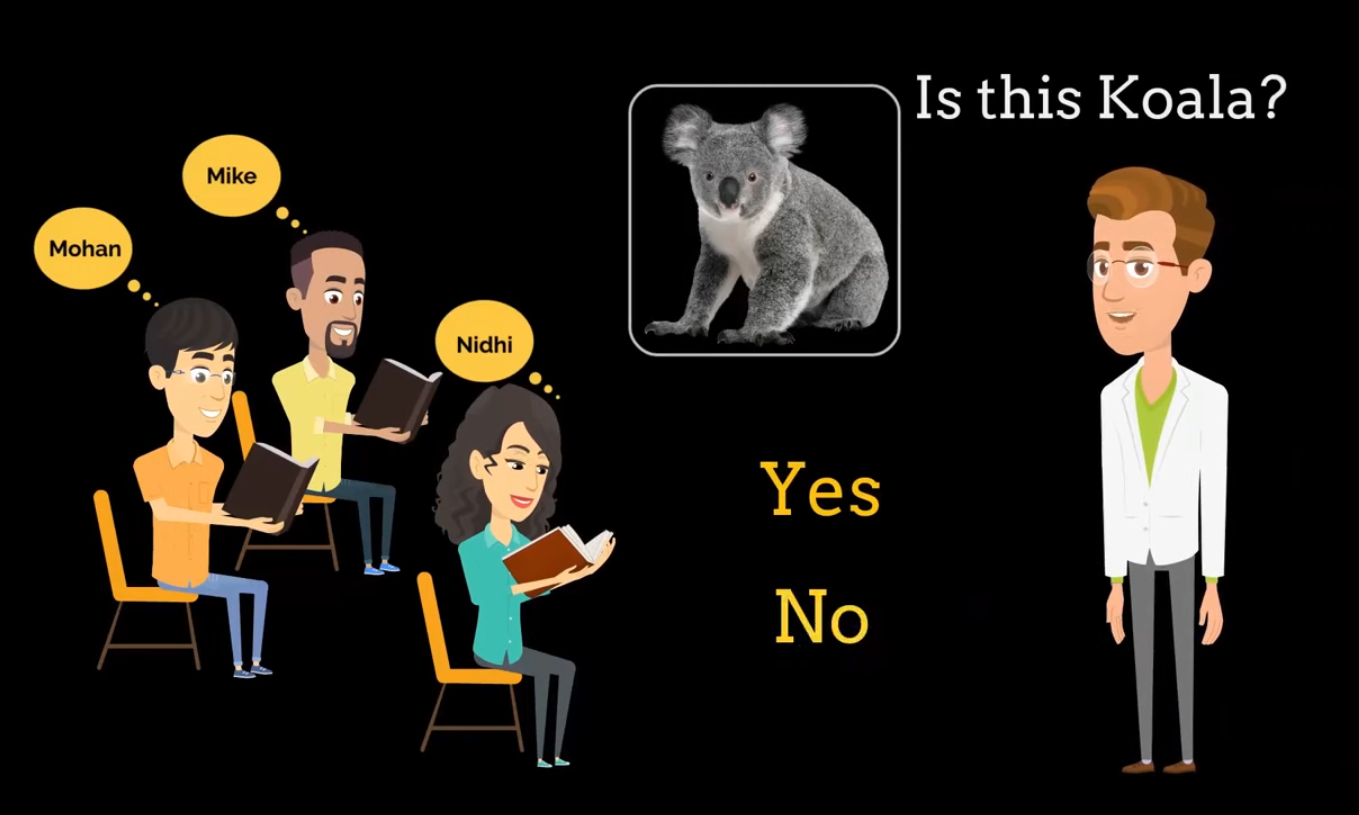 Is this Koala?
Mike
Mohan
Nidhi
Yes
No